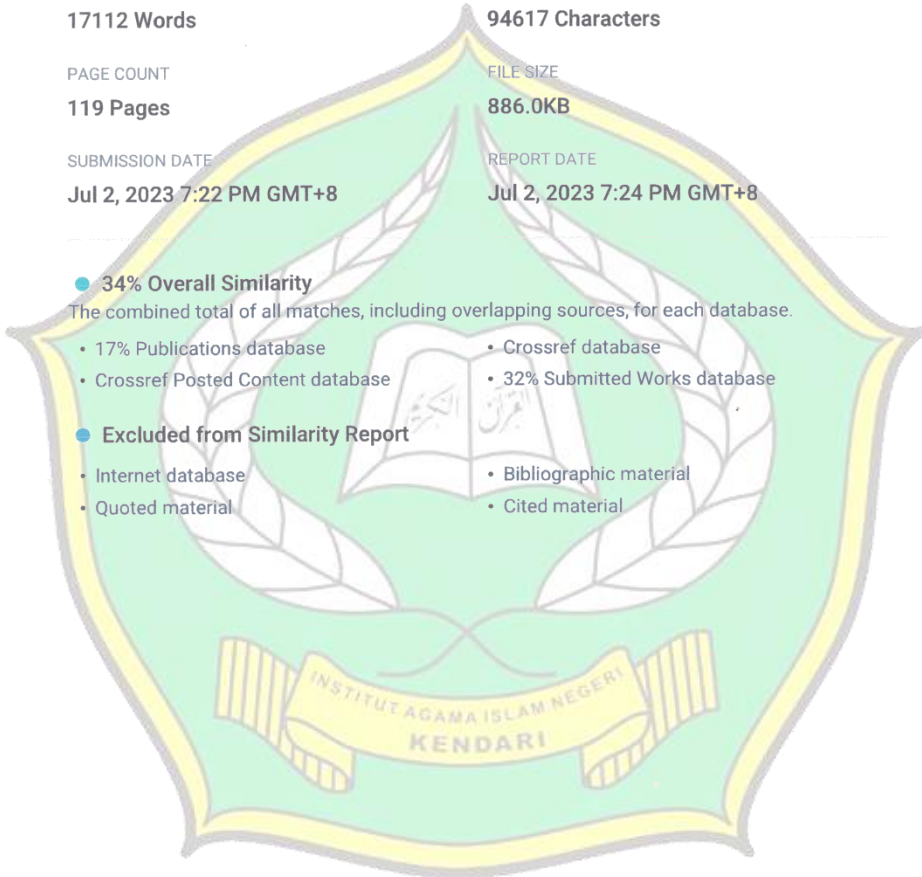 17112 Words
94617 Characters
PAGE COUNT
FILE SIZE
119 Pages
886.0KB
SUBMISSION DATE
REPORT DATE
Jul 2, 2023 7:22 PM GMT+8
Jul 2, 2023 7:24 PM GMT+8
34% Overall Similarity
The combined total of all matches, including overlapping sources, for each database.
• 17% Publications database
• Crossref database
• Crossref Posted Content database
• 32% Submitted Works database
Excluded from Similarity Report
• Internet database
• Bibliographic material
• Quoted material
• Cited material
القرآن الكريم
INSTITUT AGAMA ISLAM NEGERI
KENDARI